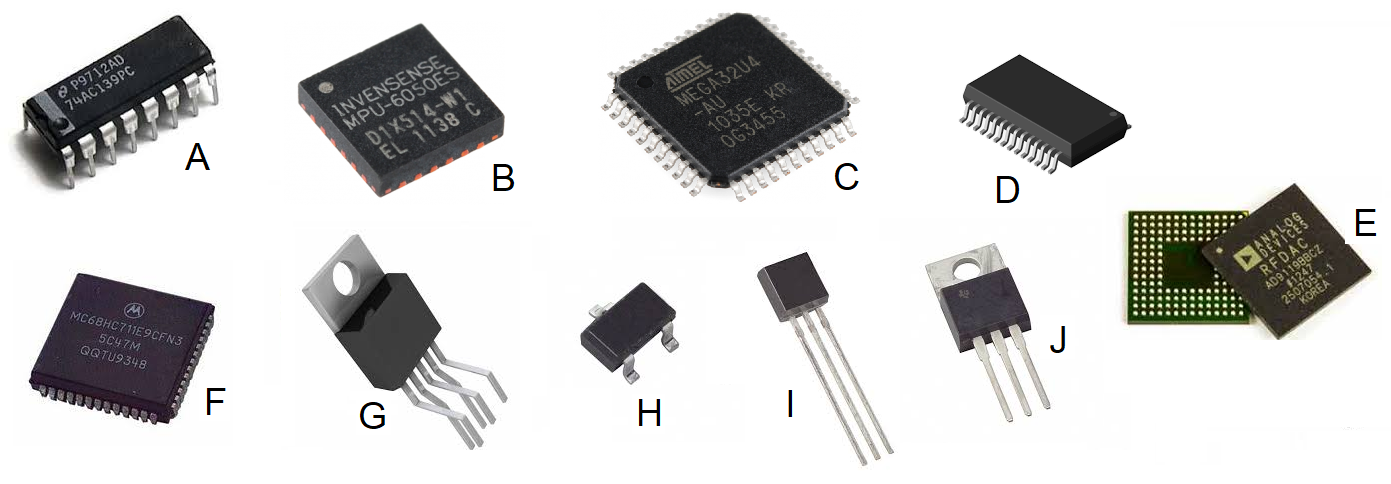 P9712AD
74AC139PC
A
INVENSENSE
MPU-6050ES
D1X514-W1
EL 1138 C
B
ATMEL
MEGA32U4
-AU
1035E KR
0G3455
C
D
ANALOG
DEVICES
RFDAC
AD9119BBCZ
#1247
2507054.1
KOREA
E
MC68HC711E9CFN3
5C47M
QQTU9348
F
G
H
I
J